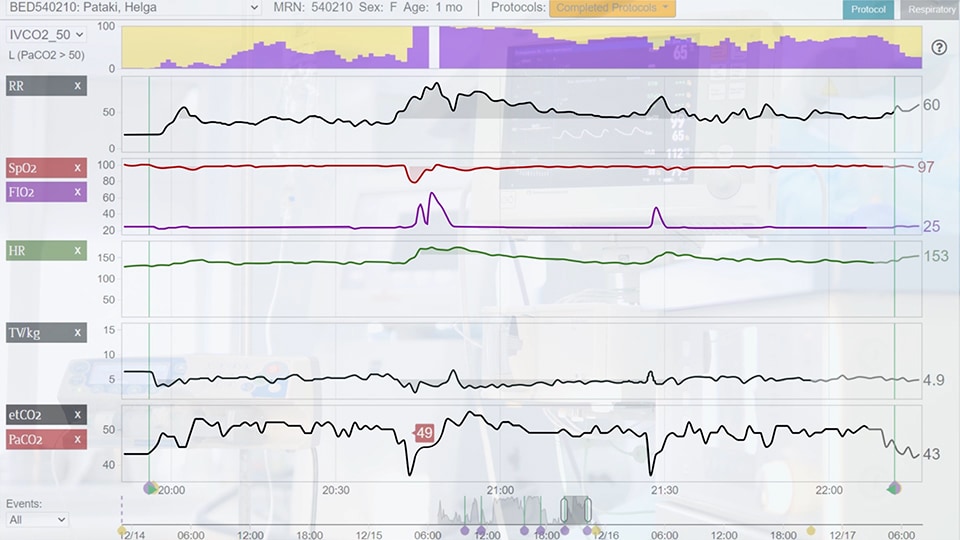 BED540210: Pataki, Helga MRN: 540210 Sex: F Age: 1 mo Protocols: Completed Protocols Protocol Respiratory
IVCO2_50
L (PaCO2 > 50)
100
0
?
RR x
50
0
60
SpO2 x
FIO2 x
100
80
60
40
20
97
25
HR x
150
100
50
153
TV/kg x
15
10
5
4.9
etCO2 x
PaCO2 x
50
40
49
43
20:00 20:30 21:00 21:30 22:00
Events:
All
12/14 06:00 12:00 18:00 12/15 06:00 12:00 18:00 12/16 06:00 12:00 18:00 12/17 06:00
65
65
112